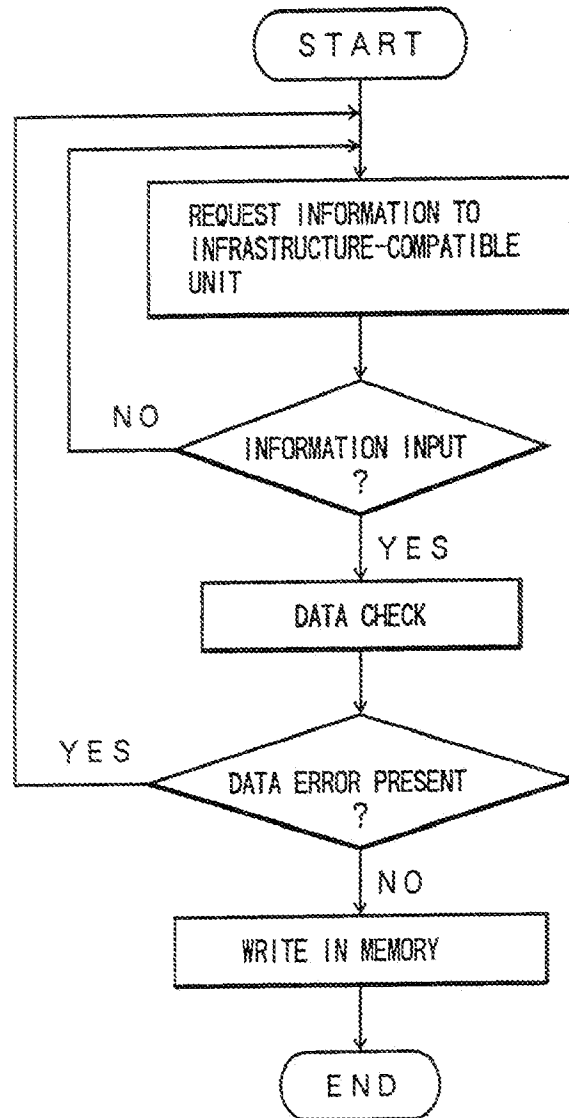 START
REQUEST INFORMATION TO
INFRASTRUCTURE-COMPATIBLE
UNIT
NO
INFORMATION INPUT
?
YES
DATA CHECK
YES
DATA ERROR PRESENT
?
NO
WRITE IN MEMORY
END